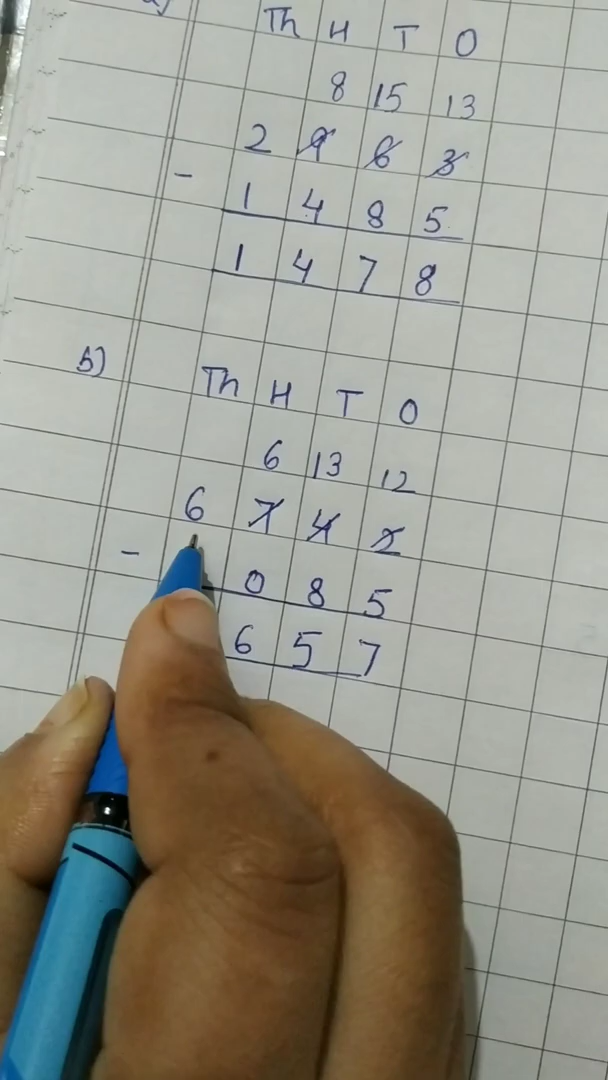 Th H T O
8 15 13
2 9 6 3
- 1 4 8 5
1 4 7 8
b) Th H T O
6 13 12
6 7 4 2
- 0 8 5
6 5 7